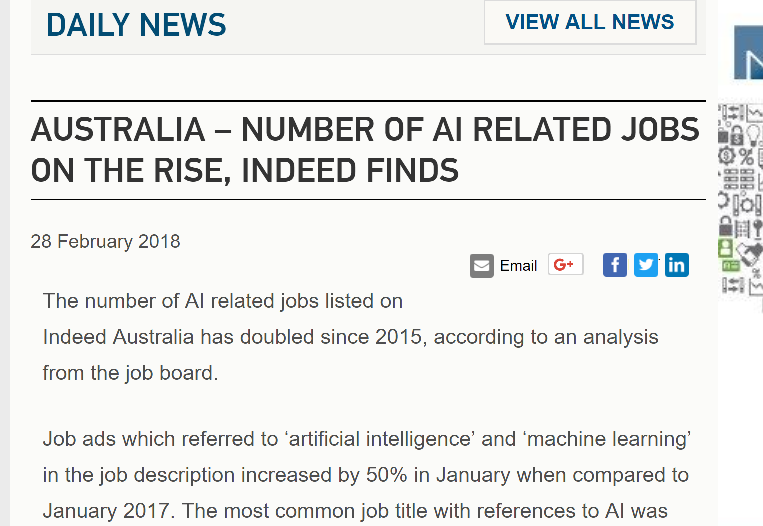 DAILY NEWS
VIEW ALL NEWS
AUSTRALIA – NUMBER OF AI RELATED JOBS
ON THE RISE, INDEED FINDS
28 February 2018
Email G+ f in
The number of AI related jobs listed on
Indeed Australia has doubled since 2015, according to an analysis
from the job board.
Job ads which referred to ‘artificial intelligence’ and ‘machine learning’
in the job description increased by 50% in January when compared to
January 2017. The most common job title with references to AI was